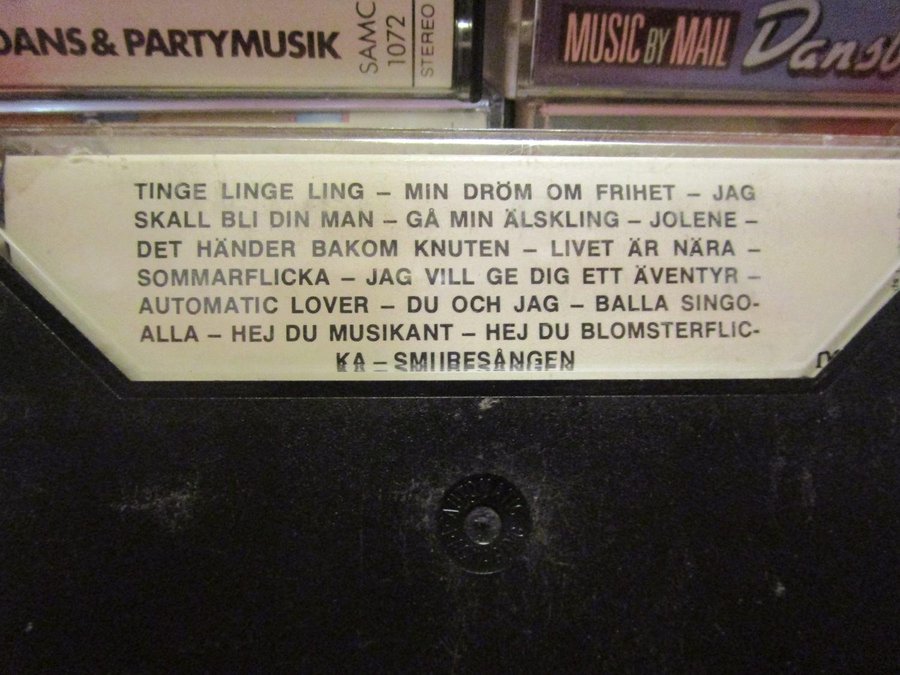 DANS & PARTYMUSIK
SAMC
1072
STEREO
MUSIC BY MAIL
TINGE LINGE LING – MIN DRÖM OM FRIHET – JAG
SKALL BLI DIN MAN – GÅ MIN ÄLSKLING – JOLENE –
DET HÄNDER BAKOM KNUTEN – LIVET ÄR NÄRA –
SOMMARFLICKA – JAG VILL GE DIG ETT ÄVENTYR –
AUTOMATIC LOVER – DU OCH JAG – BALLA SINGO-
ALLA – HEJ DU MUSIKANT – HEJ DU BLOMSTERFLIC-
KA – SMURFSÅNGEN